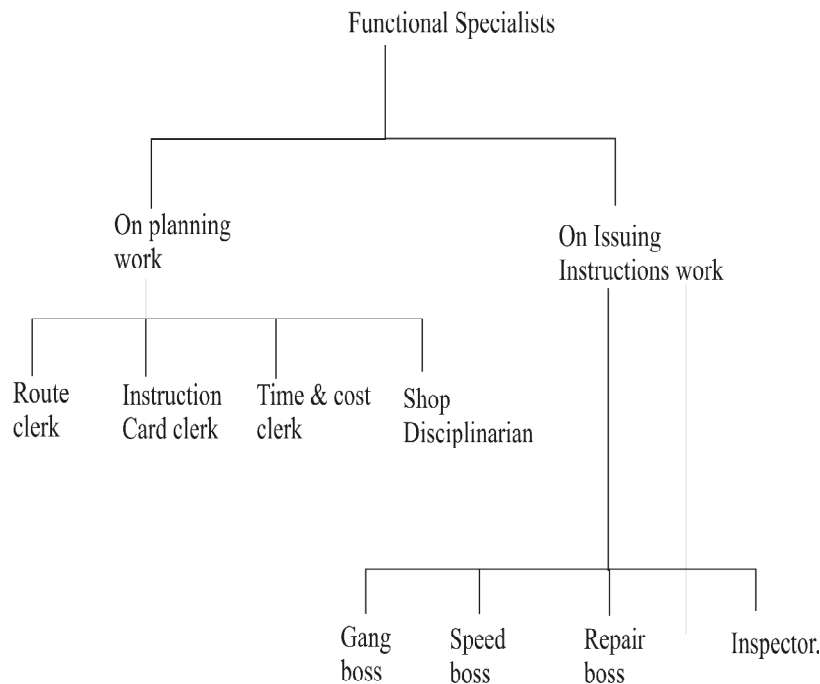 Functional Specialists
On planning
work
On Issuing
Instructions work
Route
clerk
Instruction
Card clerk
Time & cost
clerk
Shop
Disciplinarian
Gang
boss
Speed
boss
Repair
boss
Inspector.